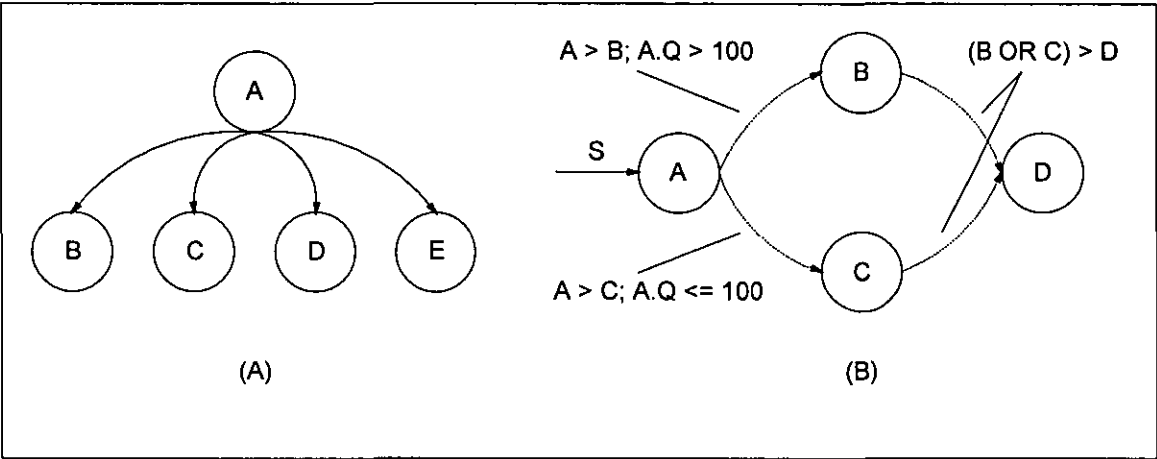 A
B
C
D
E
(A)
A > B; A.Q > 100
(B OR C) > D
B
S
A
D
C
A > C; A.Q <= 100
(B)